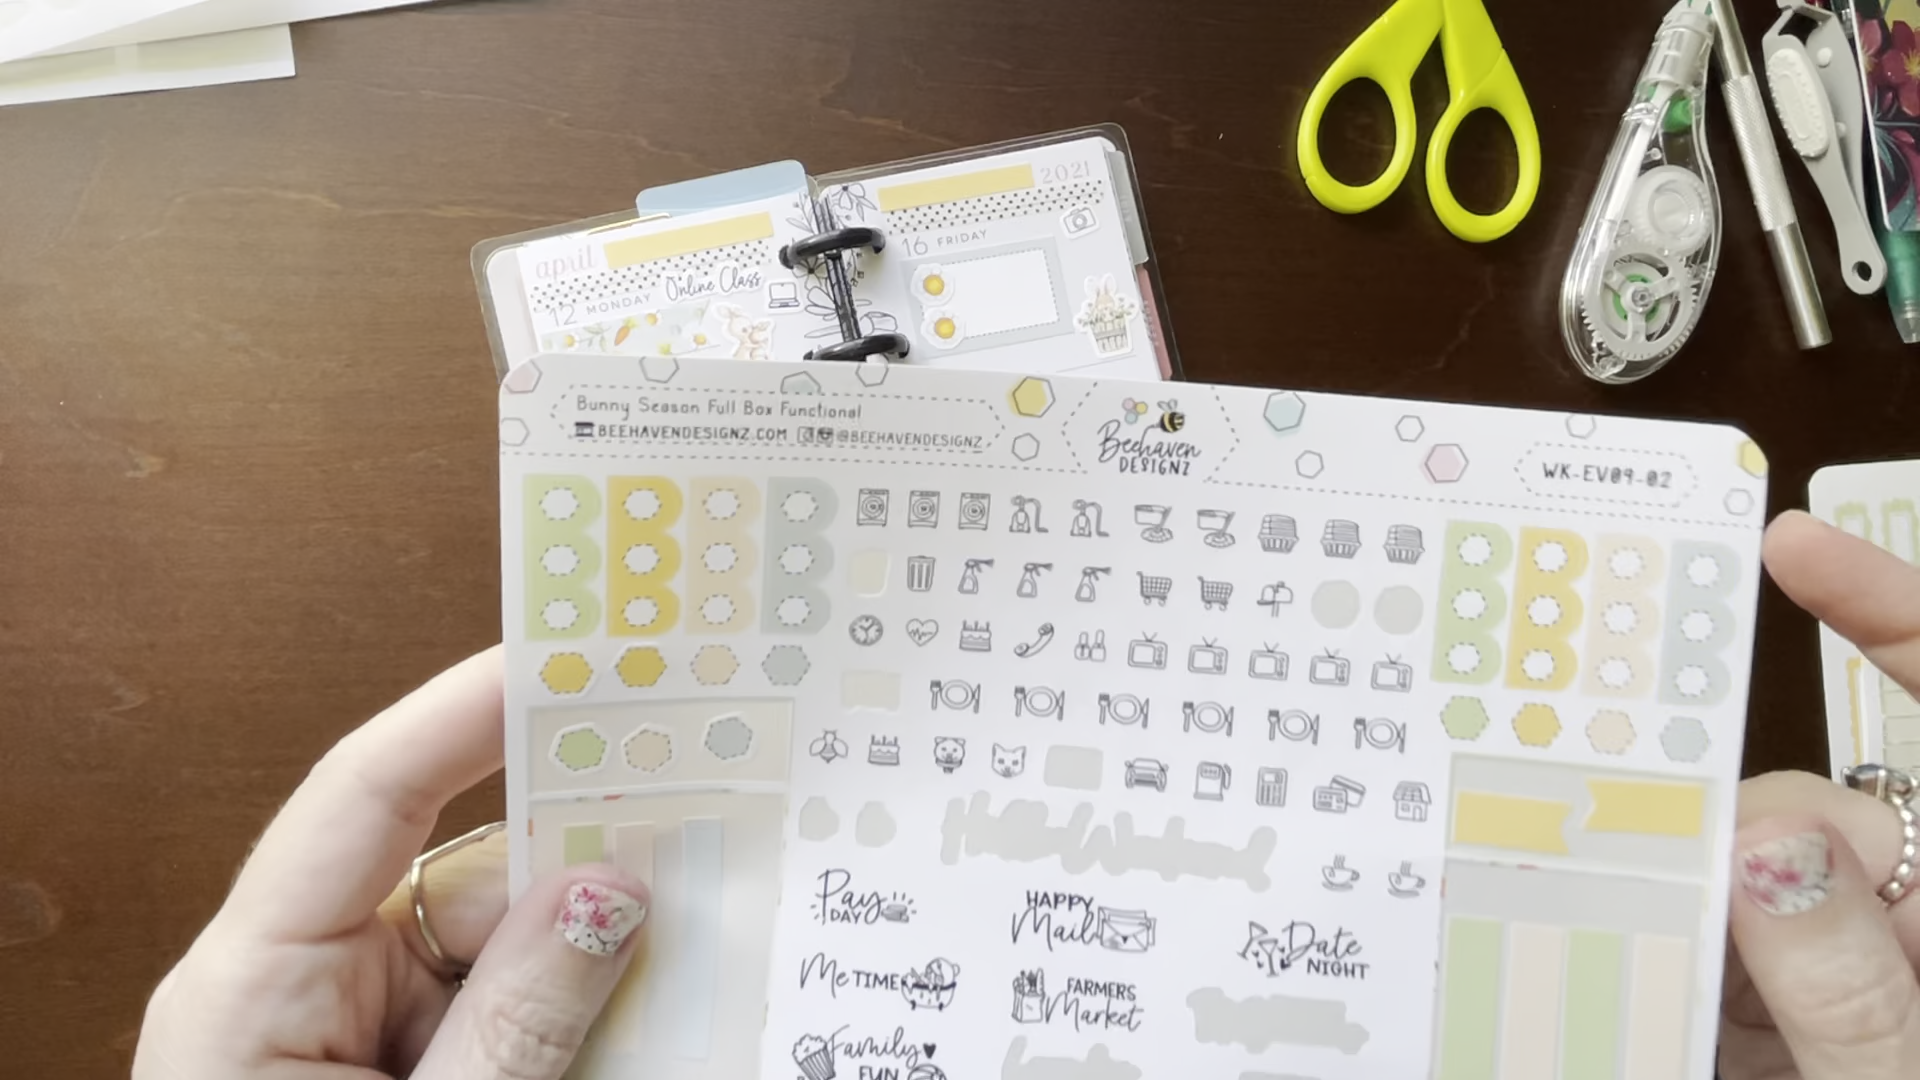 2021
april
16 FRIDAY
Online Class
12 MONDAY
Bunny Season Full Box Functional
BEEHAVENDESIGNZ.COM @BEEHAVENDESIGNZ
Beehaven
DESIGNZ
WK-EV09-02
Pay
DAY
HAPPY
Mail
Date
NIGHT
Me TIME
FARMERS
Market
Family
FUN